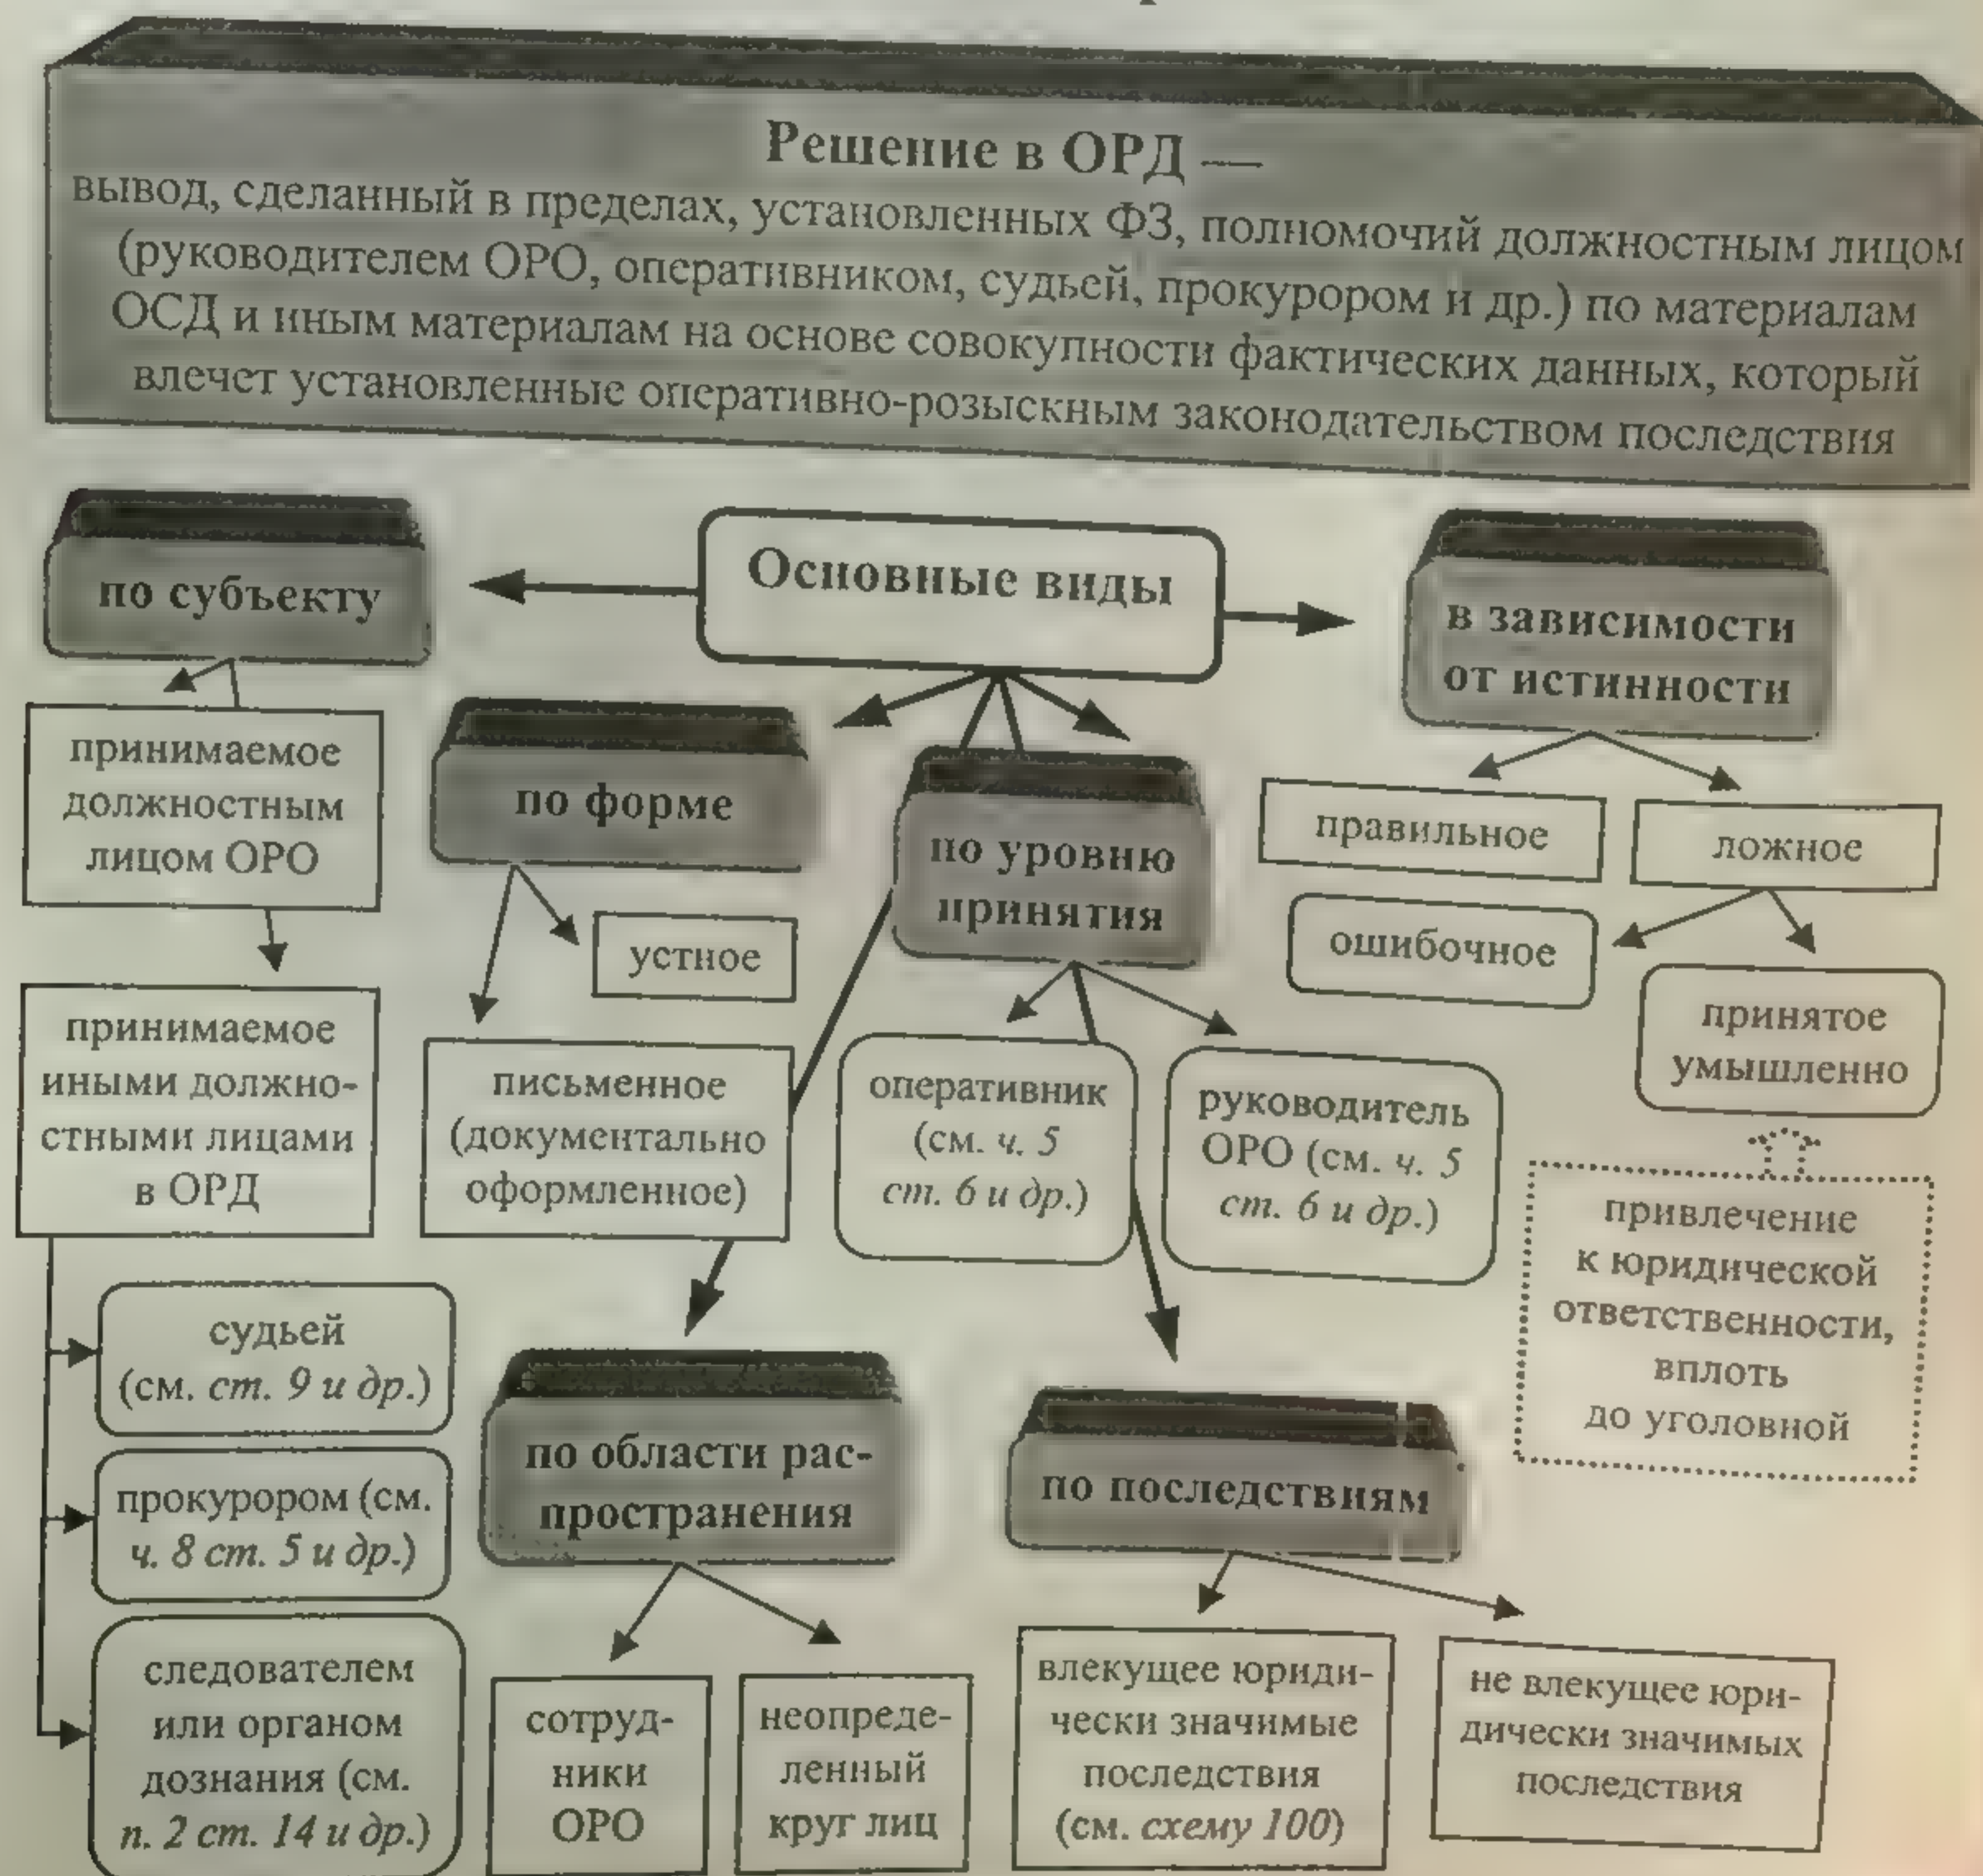 Решение в ОРД —
вывод, сделанный в пределах, установленных ФЗ, полномочий должностным лицом
(руководителем ОРО, оперативником, судьей, прокурором и др.) по материалам
ОСД и иным материалам на основе совокупности фактических данных, который
влечет установленные оперативно-розыскным законодательством последствия
Основные виды
по субъекту
принимаемое
должностным
лицом ОРО
принимаемое
иными должно-
стными лицами
в ОРД
судьей
(см. ст. 9 и др.)
прокурором (см.
ч. 8 ст. 5 и др.)
следователем
или органом
дознания (см.
п. 2 ст. 14 и др.)
по форме
устное
письменное
(документально
оформленное)
по уровню
принятия
оперативник
(см. ч. 5
ст. 6 и др.)
руководитель
ОРО (см. ч. 5
ст. 6 и др.)
в зависимости
от истинности
правильное
ложное
ошибочное
принятое
умышленно
привлечение
к юридической
ответственности,
вплоть
до уголовной
по области рас-
пространения
сотруд-
ники
ОРО
неопреде-
ленный
круг лиц
по последствиям
влекущее юриди-
чески значимые
последствия
(см. схему 100)
не влекущее юри-
дически значимых
последствия